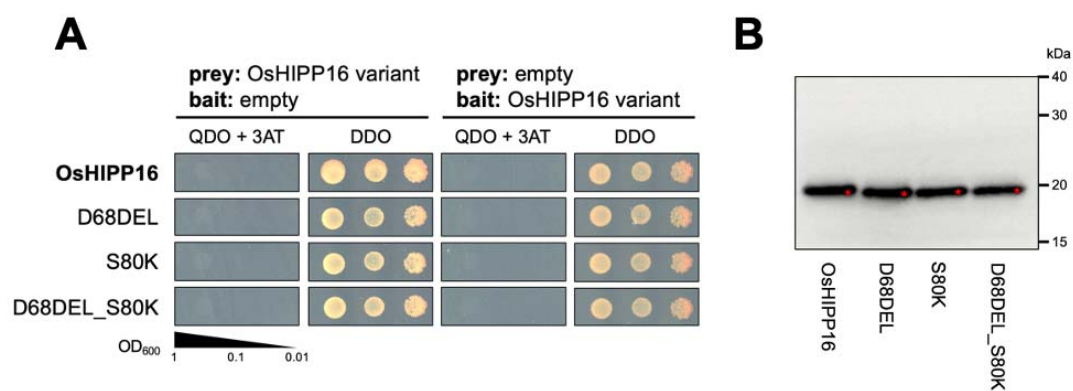 A
prey: OsHIPP16 variant
bait: empty
prey: empty
bait: OsHIPP16 variant
QDO + 3AT
DDO
QDO + 3AT
DDO
OsHIPP16
D68DEL
S80K
D68DEL_S80K
OD600
1
0.1
0.01
B
kDa
40
30
20
15
OsHIPP16
D68DEL
S80K
D68DEL_S80K